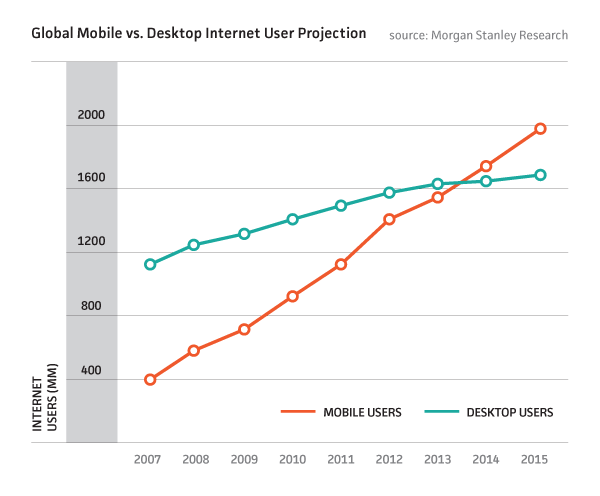 Global Mobile vs. Desktop Internet User Projection
source: Morgan Stanley Research
2000
1600
1200
800
400
INTERNET
USERS (MM)
MOBILE USERS
DESKTOP USERS
2007 2008 2009 2010 2011 2012 2013 2014 2015